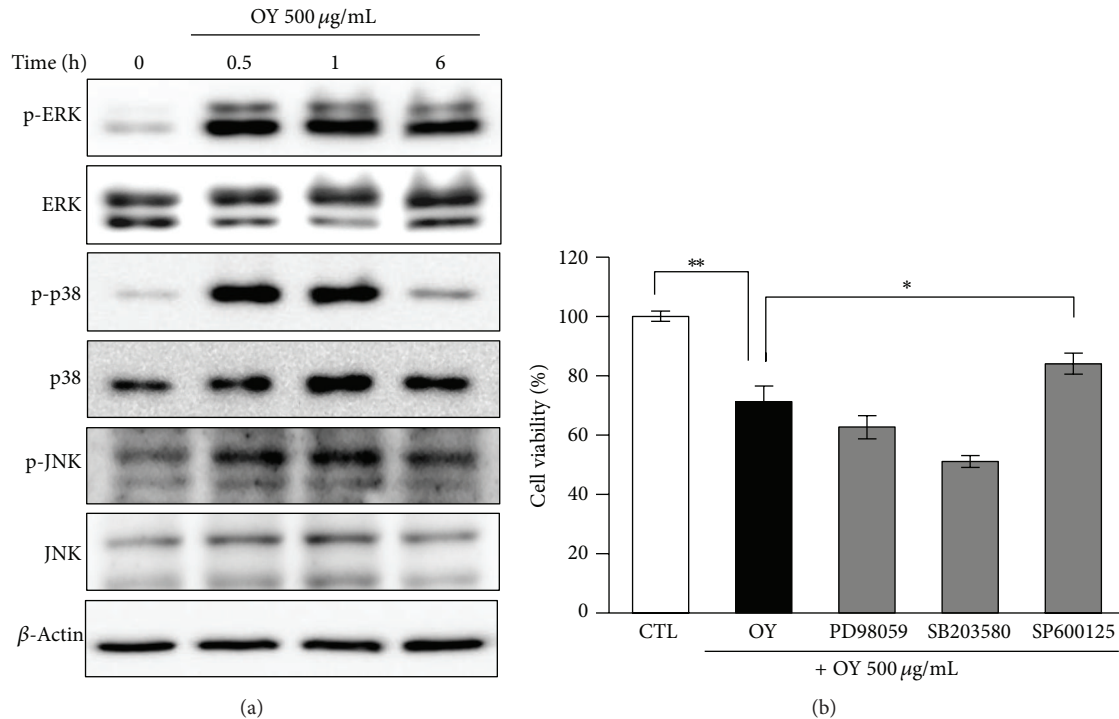 OY 500 μg/mL
Time (h) 0 0.5 1 6
p-ERK
ERK
p-p38
p38
p-JNK
JNK
β-Actin
(a)
Cell viability (%)
120
100
80
60
40
20
0
**
*
CTL OY PD98059 SB203580 SP600125
+ OY 500 μg/mL
(b)